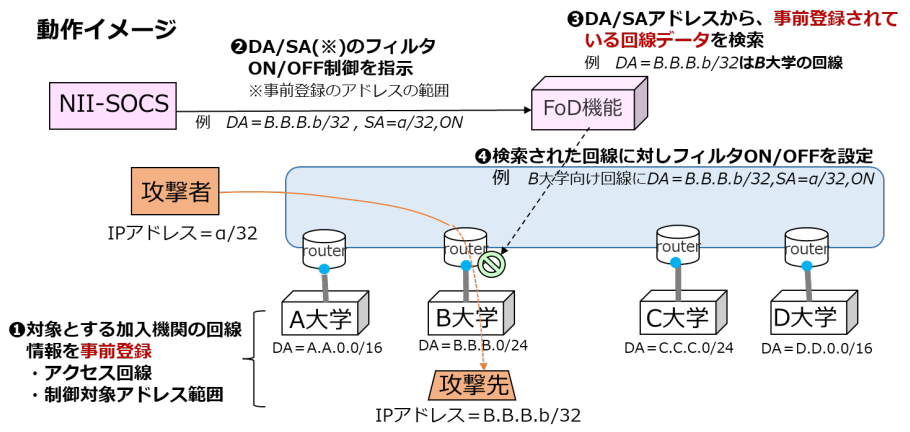 動作イメージ
❷DA/SA(※)のフィルタ
ON/OFF制御を指示
※事前登録のアドレスの範囲
❸DA/SAアドレスから、事前登録されて
いる回線データを検索
例 DA＝B.B.B.b/32はB大学の回線
NII-SOCS
例 DA＝B.B.B.b/32 , SA＝a/32,ON
FoD機能
❹検索された回線に対しフィルタON/OFFを設定
例 B大学向け回線にDA＝B.B.B.b/32,SA＝a/32,ON
攻撃者
IPアドレス＝a/32
router
router
router
router
A大学
B大学
C大学
D大学
DA＝A.A.0.0/16
DA＝B.B.B.0/24
DA＝C.C.C.0/24
DA＝D.D.0.0/16
❶対象とする加入機関の回線
情報を事前登録
・アクセス回線
・制御対象アドレス範囲
攻撃先
IPアドレス＝B.B.B.b/32